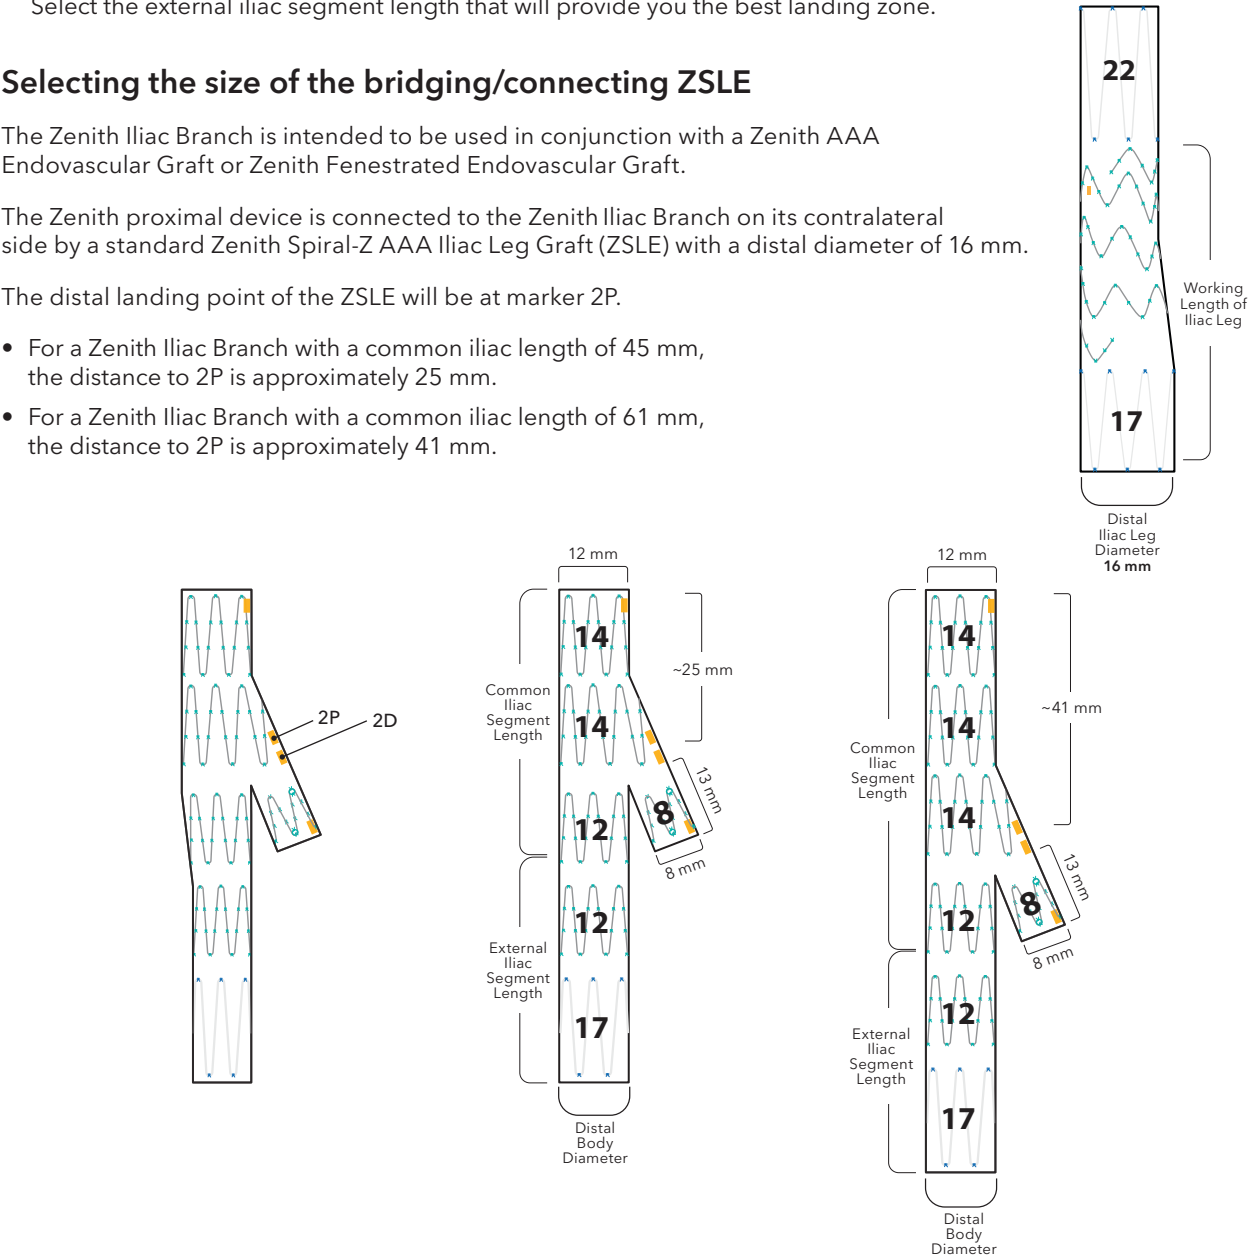 Select the external iliac segment length that will provide you the best landing zone.
Selecting the size of the bridging/connecting ZSLE
The Zenith Iliac Branch is intended to be used in conjunction with a Zenith AAA
Endovascular Graft or Zenith Fenestrated Endovascular Graft.
The Zenith proximal device is connected to the Zenith Iliac Branch on its contralateral
side by a standard Zenith Spiral-Z AAA Iliac Leg Graft (ZSLE) with a distal diameter of 16 mm.
The distal landing point of the ZSLE will be at marker 2P.
• For a Zenith Iliac Branch with a common iliac length of 45 mm,
the distance to 2P is approximately 25 mm.
• For a Zenith Iliac Branch with a common iliac length of 61 mm,
the distance to 2P is approximately 41 mm.
22
Working
Length of
Iliac Leg
17
Distal
Iliac Leg
Diameter
16 mm
2P
2D
12 mm
14
~25 mm
Common
Iliac
Segment
Length
14
13 mm
8
12
8 mm
12
External
Iliac
Segment
Length
17
Distal
Body
Diameter
12 mm
14
~41 mm
14
Common
Iliac
Segment
Length
14
13 mm
8
12
8 mm
12
External
Iliac
Segment
Length
17
Distal
Body
Diameter